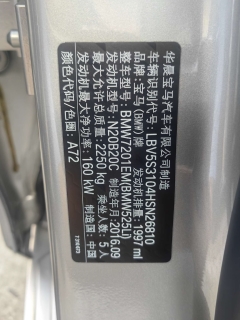 华晨宝马汽车有限公司制造
车辆识别代号: LBV5S3104HSN26810
品牌: 宝马(BMW)牌 发动机排量: 1997 ml
整车型号: BMW7201EMI(BMW525Li)
发动机型号: N20B20C 制造年月: 2016.09
最大允许总质量: 2250 kg 乘坐人数: 5人
发动机最大净功率: 160 kW 中国 制造
颜色代码/色圈: A72